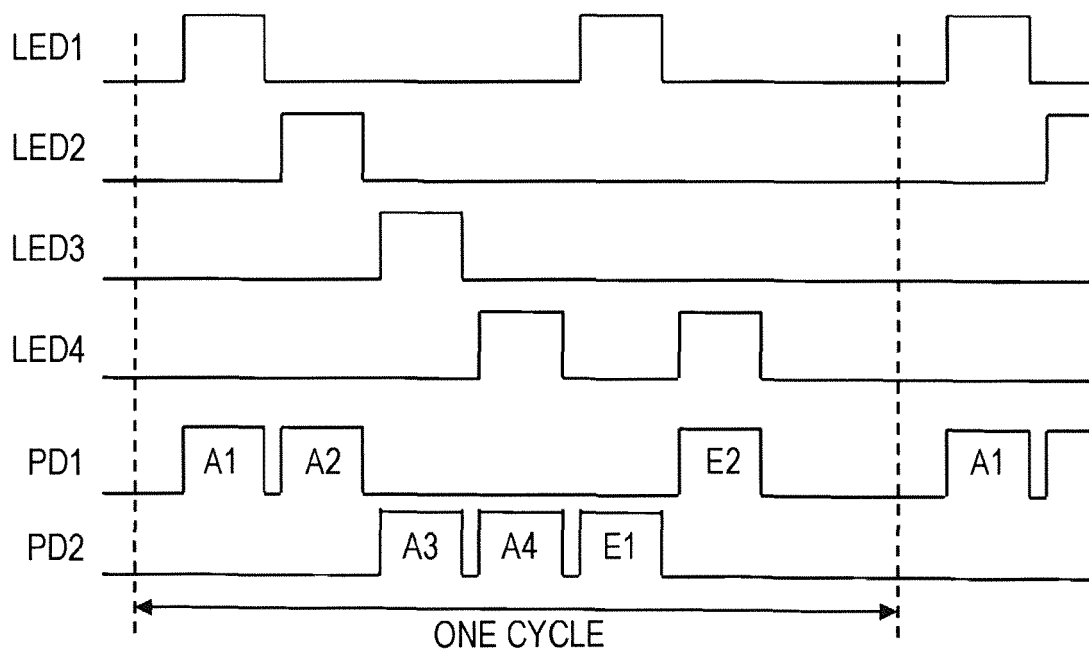 LED1
LED2
LED3
LED4
PD1 A1 A2 E2 A1
PD2 A3 A4 E1
ONE CYCLE